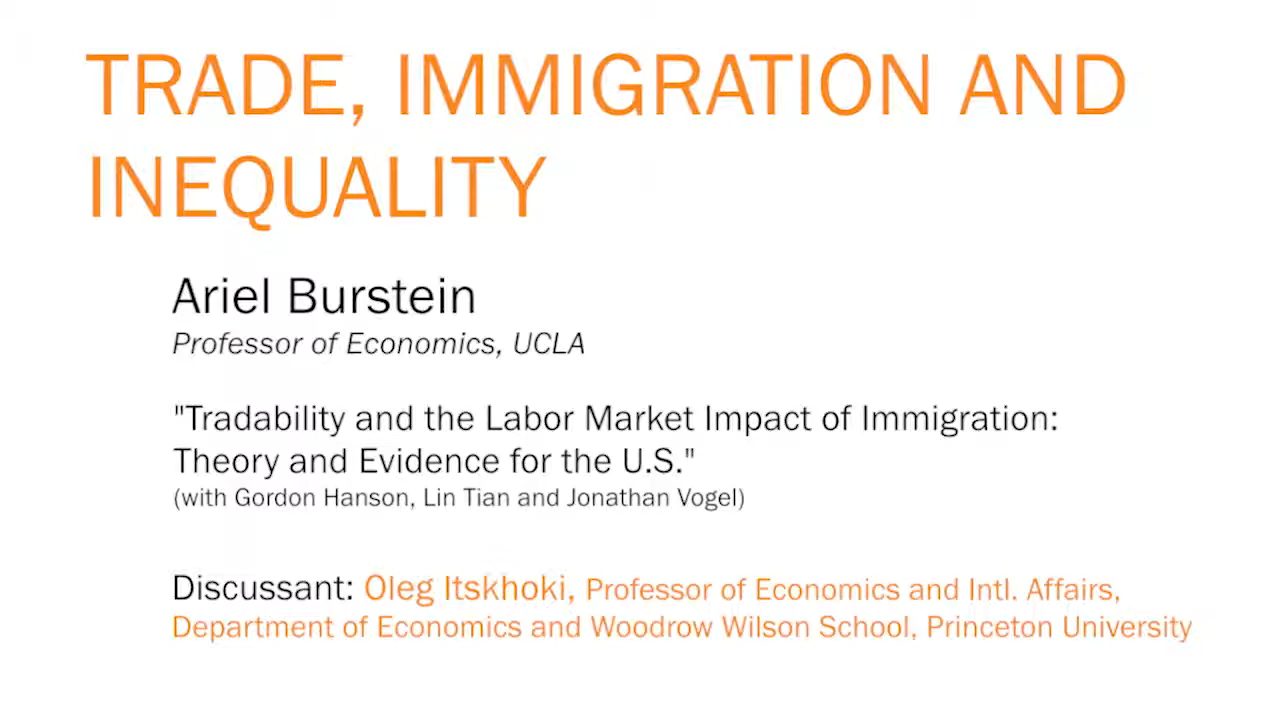 TRADE, IMMIGRATION AND
INEQUALITY
Ariel Burstein
Professor of Economics, UCLA
"Tradability and the Labor Market Impact of Immigration:
Theory and Evidence for the U.S."
(with Gordon Hanson, Lin Tian and Jonathan Vogel)
Discussant: Oleg Itskhoki, Professor of Economics and Intl. Affairs,
Department of Economics and Woodrow Wilson School, Princeton University